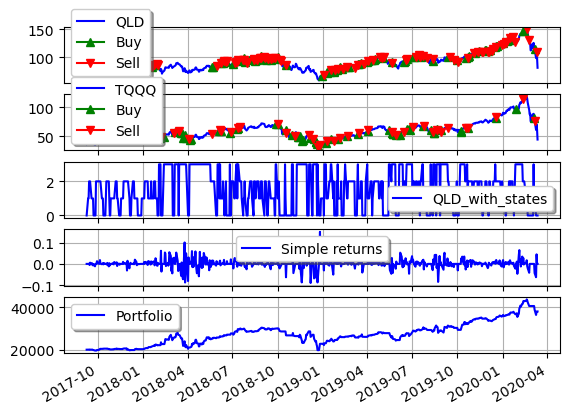 QLD
Buy
Sell
150
100
TQQQ
Buy
Sell
100
50
QLD_with_states
2
0
Simple returns
0.1
0.0
−0.1
Portfolio
40000
20000
2017-10 2018-01 2018-04 2018-07 2018-10 2019-01 2019-04 2019-07 2019-10 2020-01 2020-04